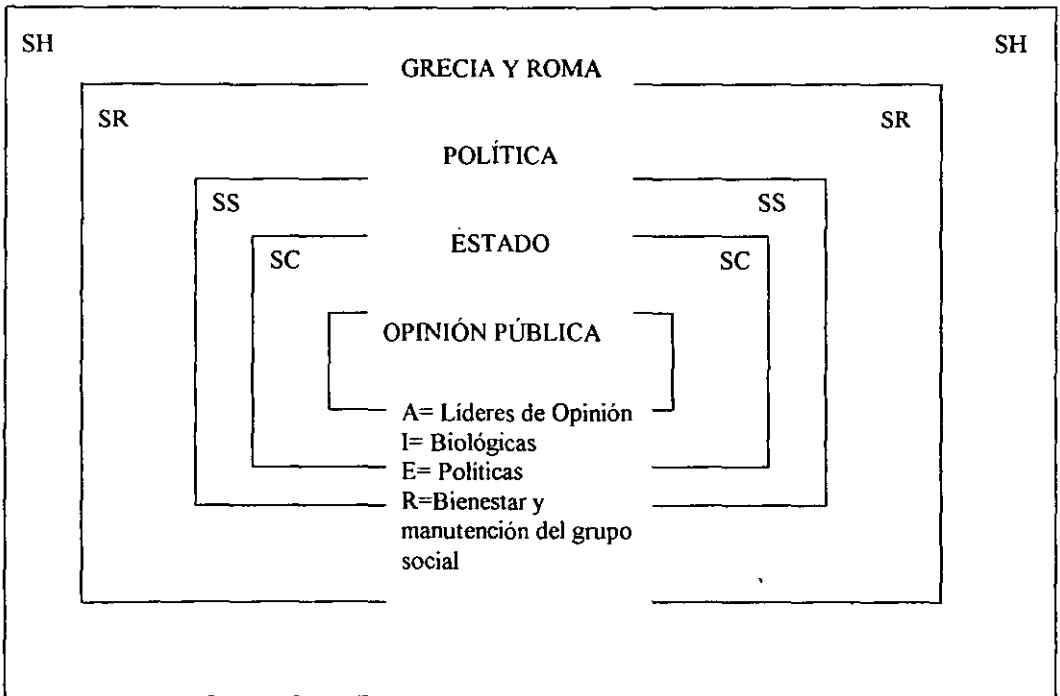 SH SH
GRECIA Y ROMA
SR SR
POLÍTICA
SS SS
ESTADO
SC SC
OPINIÓN PÚBLICA
A= Líderes de Opinión
I= Biológicas
E= Políticas
R=Bienestar y
manutención del grupo
social